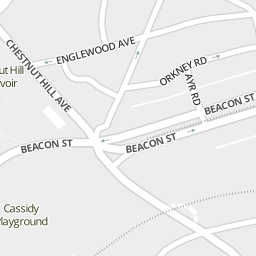 ENGLEWOOD AVE
CHESTNUT HILL AVE
ORKNEY RD
ut Hill
voir
AYR RD
BEACON ST
BEACON ST
BEACON ST
Cassidy
Playground